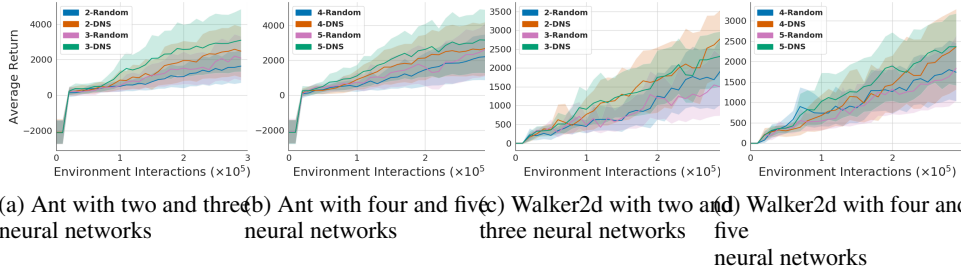 Average Return
4000
2000
0
−2000
2-Random
2-DNS
3-Random
3-DNS
0 1 2 3
Environment Interactions (×10⁵)
4000
2000
0
−2000
4-Random
4-DNS
5-Random
5-DNS
0 1 2
Environment Interactions (×10⁵)
3500
3000
2500
2000
1500
1000
500
0
2-Random
2-DNS
3-Random
3-DNS
0 1 2
Environment Interactions (×10⁵)
3000
2500
2000
1500
1000
500
0
4-Random
4-DNS
5-Random
5-DNS
0 1 2
Environment Interactions (×10⁵)
(a) Ant with two and three
neural networks
(b) Ant with four and five
neural networks
(c) Walker2d with two and
three neural networks
(d) Walker2d with four and
five
neural networks